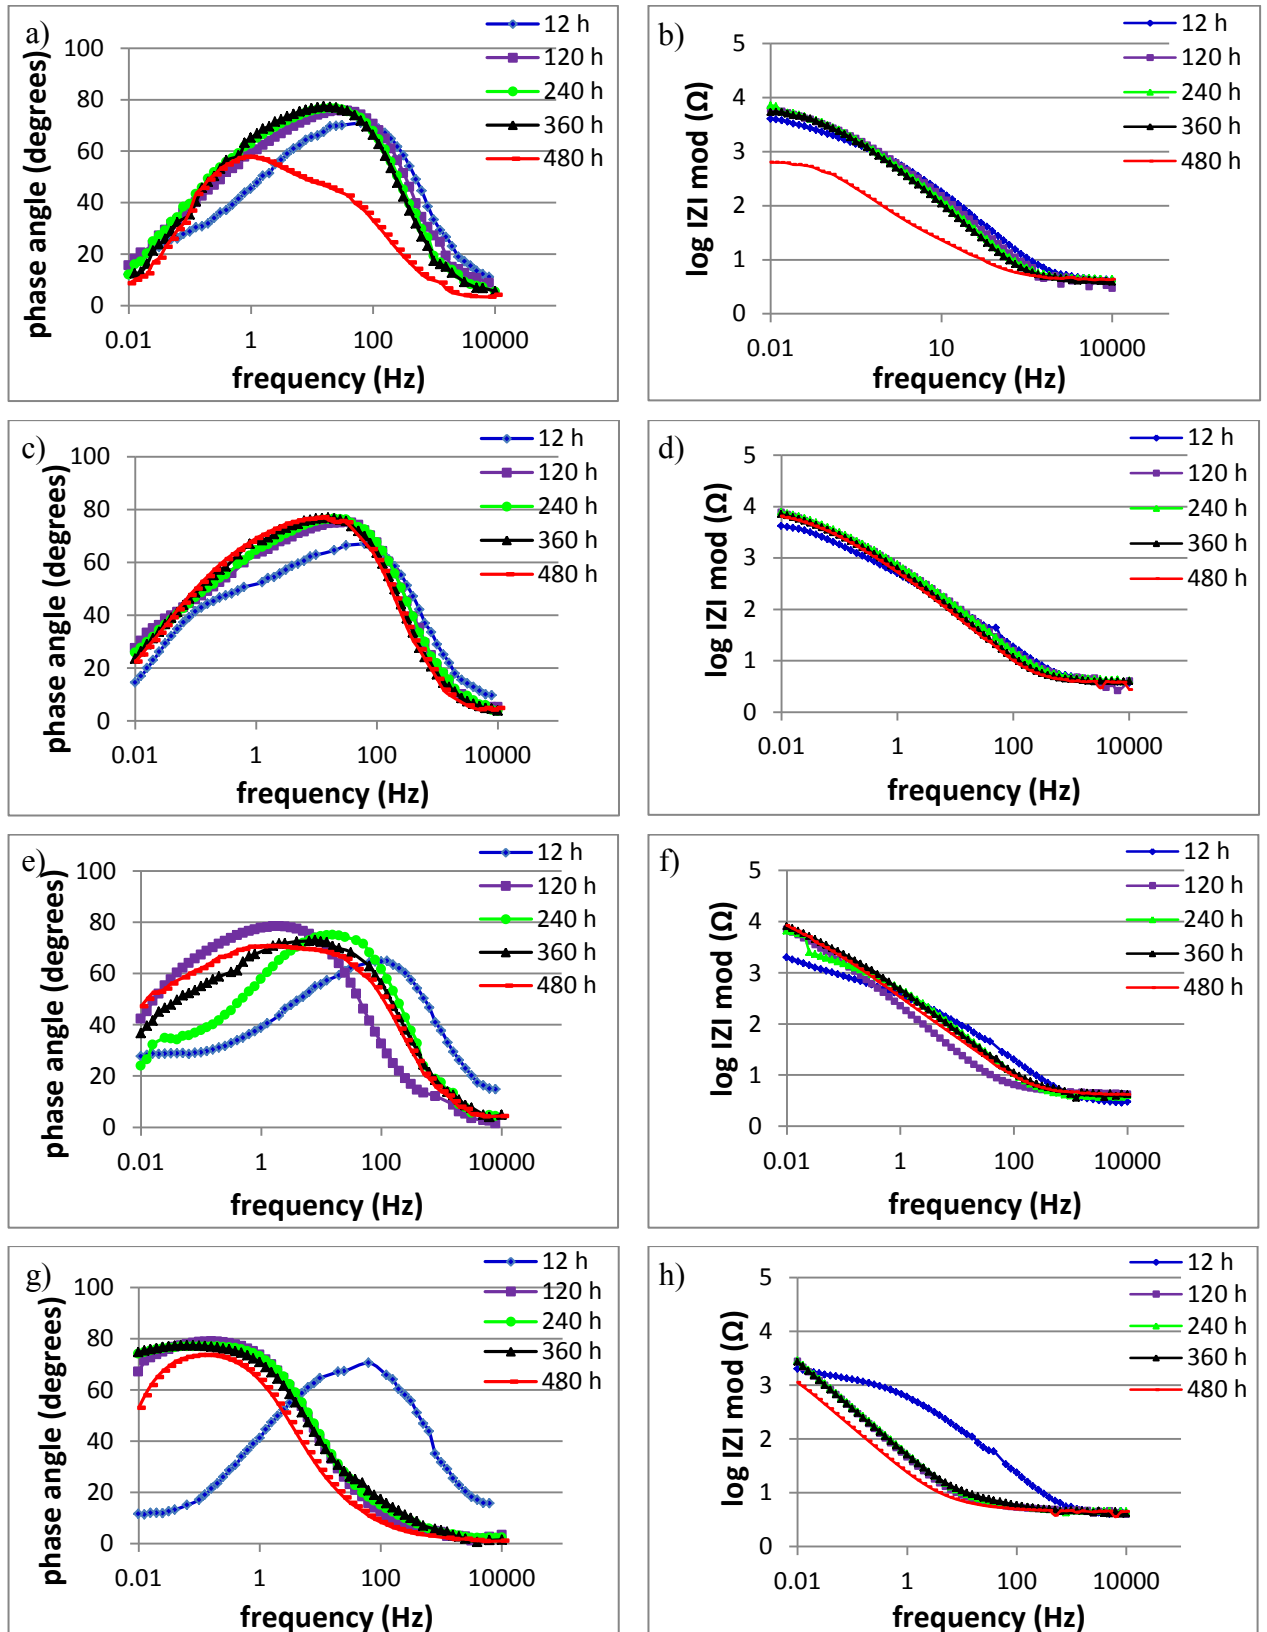 a)
phase angle (degrees)
100
80
60
40
20
0
0.01 1 100 10000
frequency (Hz)
12 h
120 h
240 h
360 h
480 h
b)
log IZI mod (Ω)
5
4
3
2
1
0
0.01 10 10000
frequency (Hz)
12 h
120 h
240 h
360 h
480 h
c)
phase angle (degrees)
100
80
60
40
20
0
0.01 1 100 10000
frequency (Hz)
12 h
120 h
240 h
360 h
480 h
d)
log IZI mod (Ω)
5
4
3
2
1
0
0.01 1 100 10000
frequency (Hz)
12 h
120 h
240 h
360 h
480 h
e)
phase angle (degrees)
100
80
60
40
20
0
0.01 1 100 10000
frequency (Hz)
12 h
120 h
240 h
360 h
480 h
f)
log IZI mod (Ω)
5
4
3
2
1
0
0.01 1 100 10000
frequency (Hz)
12 h
120 h
240 h
360 h
480 h
g)
phase angle (degrees)
100
80
60
40
20
0
0.01 1 100 10000
frequency (Hz)
12 h
120 h
240 h
360 h
480 h
h)
log IZI mod (Ω)
5
4
3
2
1
0
0.01 1 100 10000
frequency (Hz)
12 h
120 h
240 h
360 h
480 h